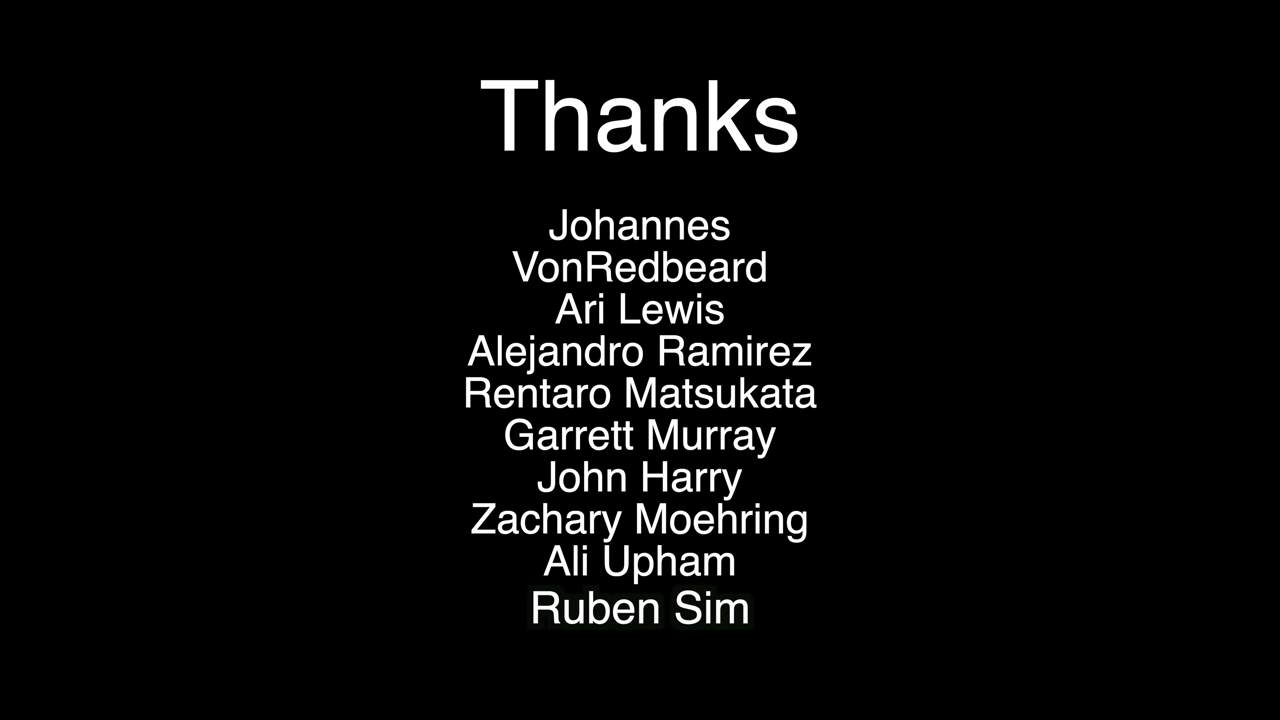 Thanks
Johannes
VonRedbeard
Ari Lewis
Alejandro Ramirez
Rentaro Matsukata
Garrett Murray
John Harry
Zachary Moehring
Ali Upham
Ruben Sim